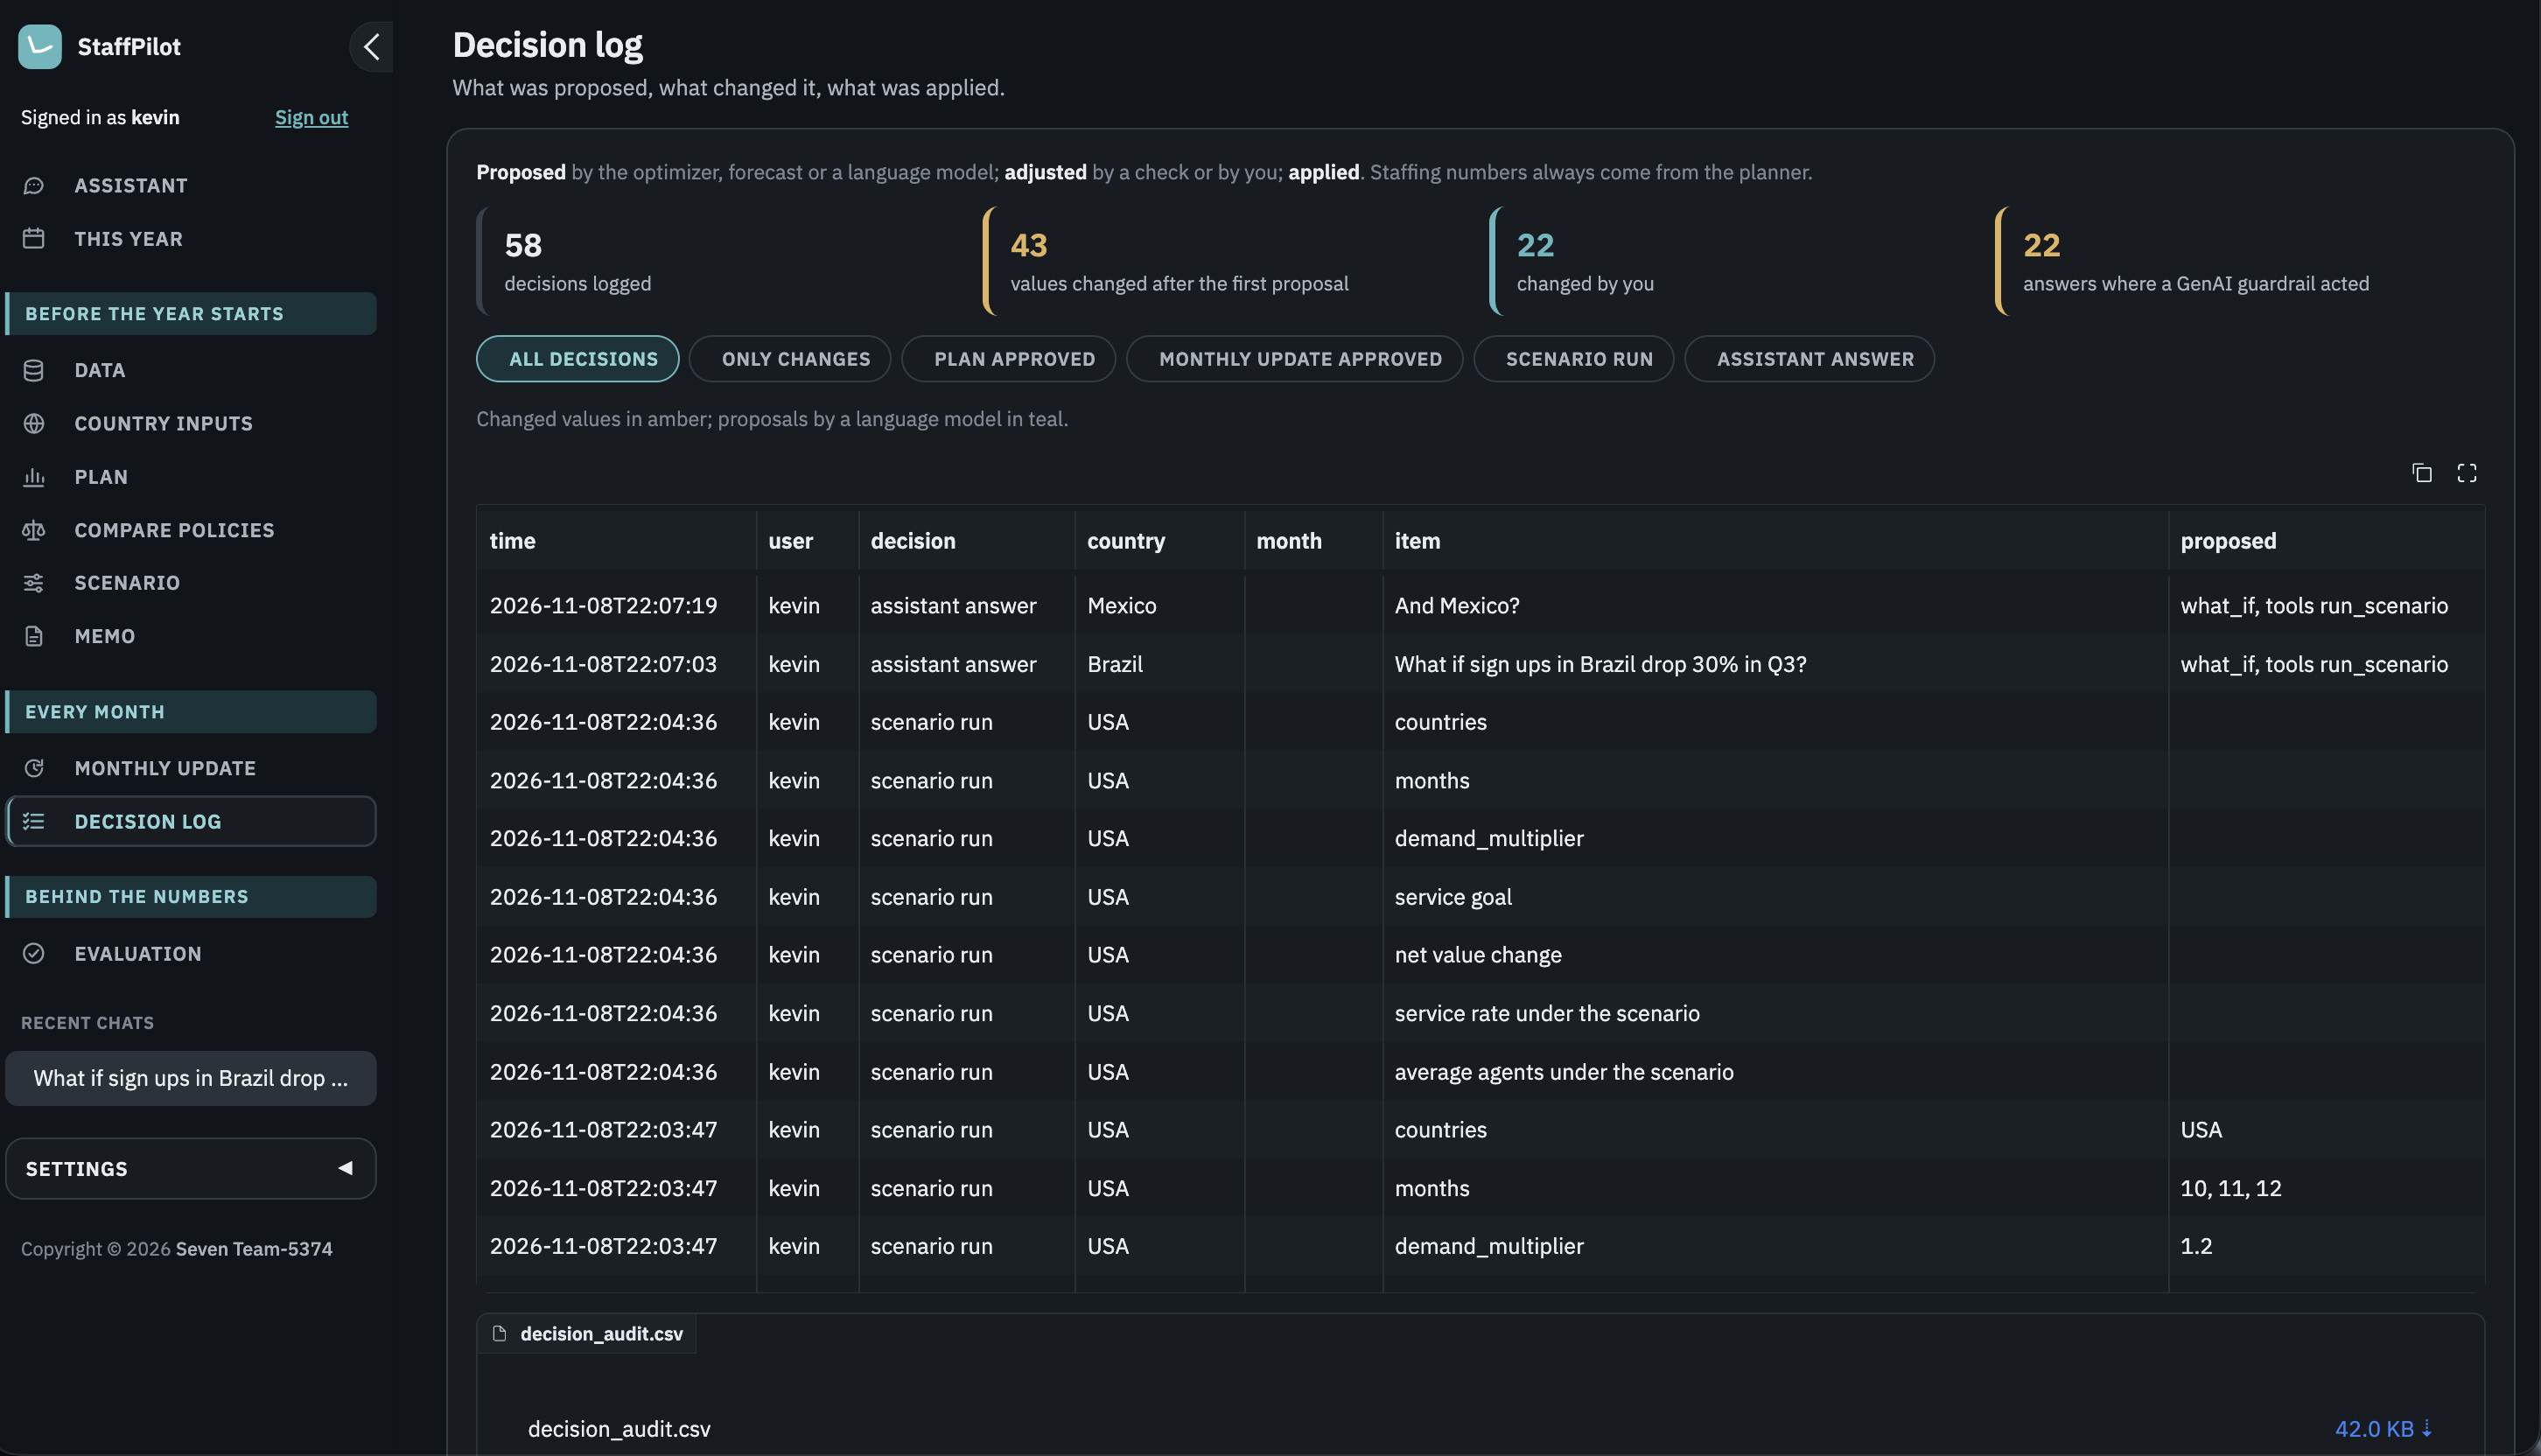 StaffPilot
Signed in as kevin
Sign out
ASSISTANT
THIS YEAR
BEFORE THE YEAR STARTS
DATA
COUNTRY INPUTS
PLAN
COMPARE POLICIES
SCENARIO
MEMO
EVERY MONTH
MONTHLY UPDATE
DECISION LOG
BEHIND THE NUMBERS
EVALUATION
RECENT CHATS
What if sign ups in Brazil drop ...
SETTINGS
Copyright © 2026 Seven Team-5374
Decision log
What was proposed, what changed it, what was applied.
Proposed by the optimizer, forecast or a language model; adjusted by a check or by you; applied. Staffing numbers always come from the planner.
58
decisions logged
43
values changed after the first proposal
22
changed by you
22
answers where a GenAI guardrail acted
ALL DECISIONS ONLY CHANGES PLAN APPROVED MONTHLY UPDATE APPROVED SCENARIO RUN ASSISTANT ANSWER
Changed values in amber; proposals by a language model in teal.
time user decision country month item proposed
2026-11-08T22:07:19 kevin assistant answer Mexico And Mexico? what_if, tools run_scenario
2026-11-08T22:07:03 kevin assistant answer Brazil What if sign ups in Brazil drop 30% in Q3? what_if, tools run_scenario
2026-11-08T22:04:36 kevin scenario run USA countries
2026-11-08T22:04:36 kevin scenario run USA months
2026-11-08T22:04:36 kevin scenario run USA demand_multiplier
2026-11-08T22:04:36 kevin scenario run USA service goal
2026-11-08T22:04:36 kevin scenario run USA net value change
2026-11-08T22:04:36 kevin scenario run USA service rate under the scenario
2026-11-08T22:04:36 kevin scenario run USA average agents under the scenario
2026-11-08T22:03:47 kevin scenario run USA countries USA
2026-11-08T22:03:47 kevin scenario run USA months 10, 11, 12
2026-11-08T22:03:47 kevin scenario run USA demand_multiplier 1.2
decision_audit.csv
decision_audit.csv 42.0 KB ⇣